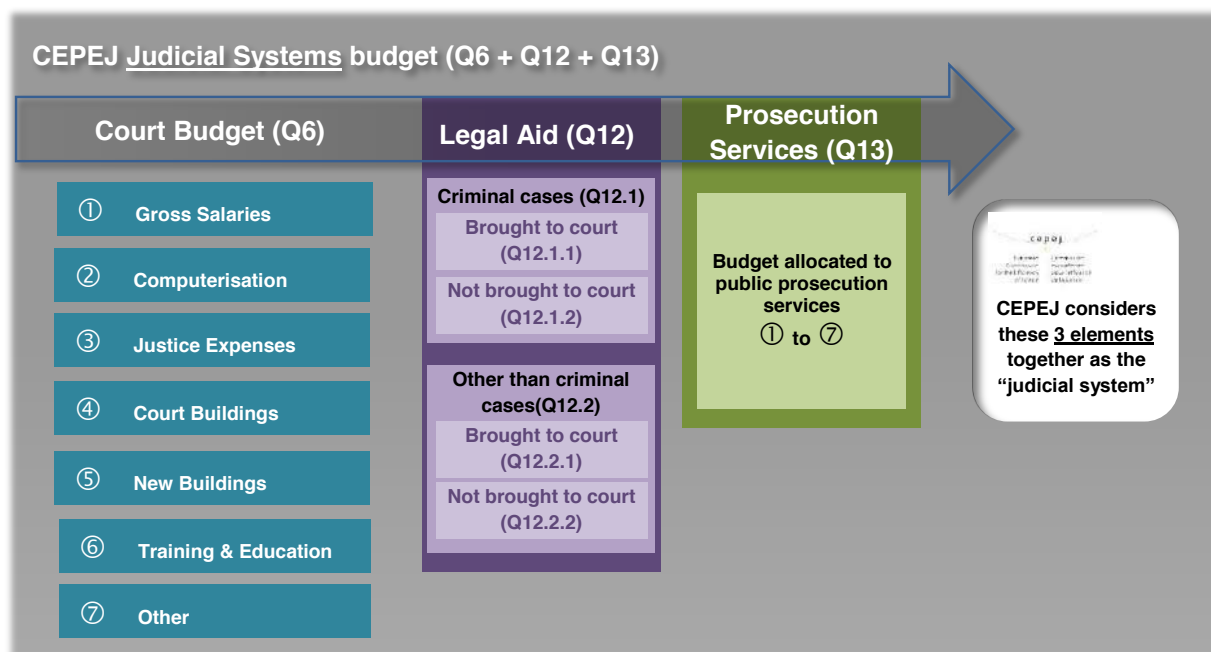 CEPEJ Judicial Systems budget (Q6 + Q12 + Q13)
Court Budget (Q6)
① Gross Salaries
② Computerisation
③ Justice Expenses
④ Court Buildings
⑤ New Buildings
⑥ Training & Education
⑦ Other
Legal Aid (Q12)
Criminal cases (Q12.1)
Brought to court
(Q12.1.1)
Not brought to court
(Q12.1.2)
Other than criminal
cases(Q12.2)
Brought to court
(Q12.2.1)
Not brought to court
(Q12.2.2)
Prosecution
Services (Q13)
Budget allocated to
public prosecution
services
① to ⑦
cepej
CEPEJ considers
these 3 elements
together as the
“judicial system”